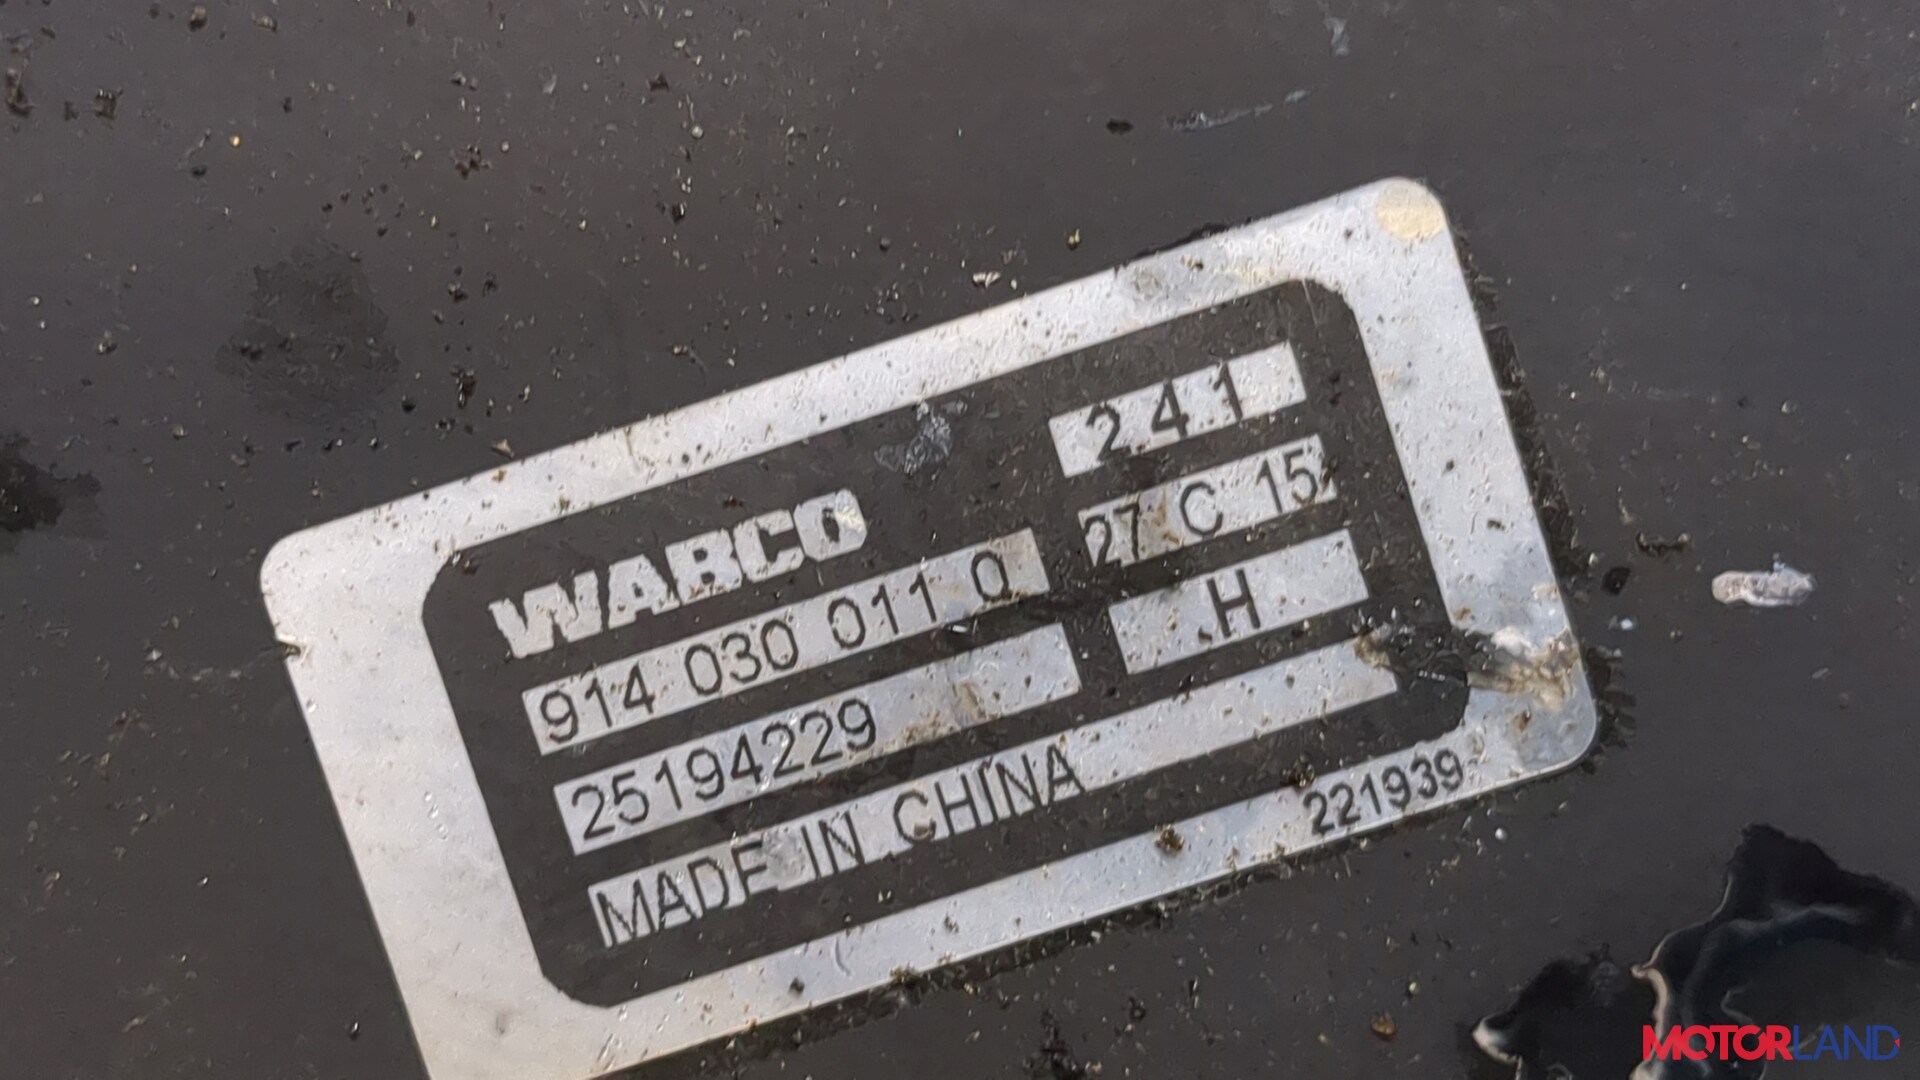 WABCO
241
27 C 15
914 030 011 0
H
25194229
MADE IN CHINA
221939
MOTORLAND